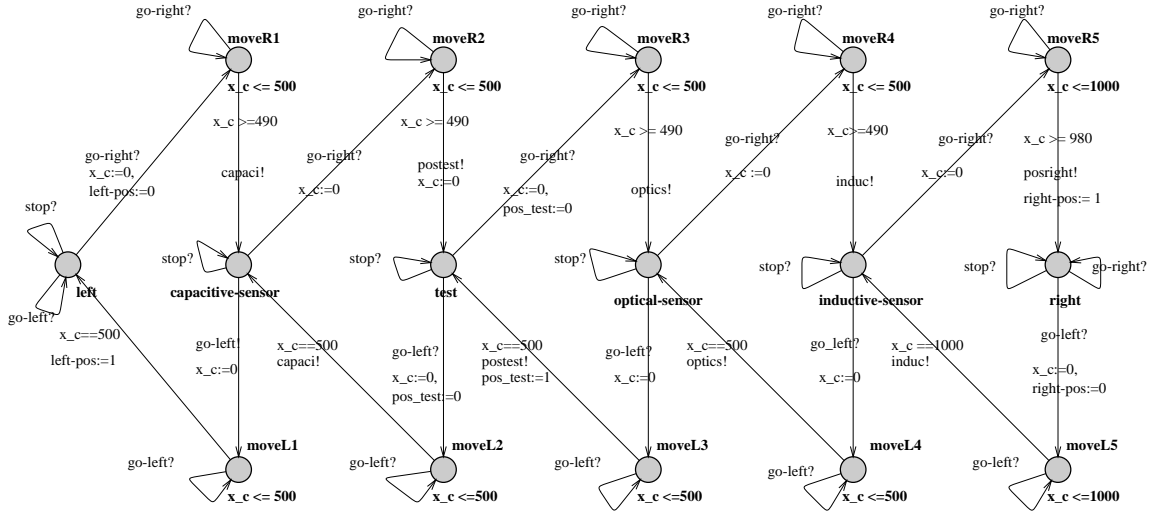 go-right?
moveR1
x_c <= 500
go-right?
moveR2
x_c <= 500
go-right?
moveR3
x_c <= 500
go-right?
moveR4
x_c <= 500
go-right?
moveR5
x_c <=1000
x_c >=490
capaci!
x_c >= 490
postest!
x_c:=0
x_c >= 490
optics!
x_c>=490
induc!
x_c >= 980
posright!
right-pos:= 1
go-right?
x_c:=0,
left-pos:=0
go-right?
x_c:=0
go-right?
x_c:=0,
pos_test:=0
go-right?
x_c :=0
go-right?
x_c:=0
stop?
left
go-left?
stop?
capacitive-sensor
stop?
test
stop?
optical-sensor
stop?
inductive-sensor
stop?
go-right?
right
x_c==500
left-pos:=1
go-left!
x_c:=0
x_c==500
capaci!
go-left?
x_c:=0,
pos_test:=0
x_c==500
postest!
pos_test:=1
go-left?
x_c:=0
x_c==500
optics!
go_left?
x_c:=0
x_c ==1000
induc!
go-left?
x_c:=0,
right-pos:=0
moveL1
go-left?
x_c <= 500
moveL2
go-left?
x_c <=500
moveL3
go-left?
x_c <=500
moveL4
go-left?
x_c <=500
moveL5
go-left?
x_c <=1000